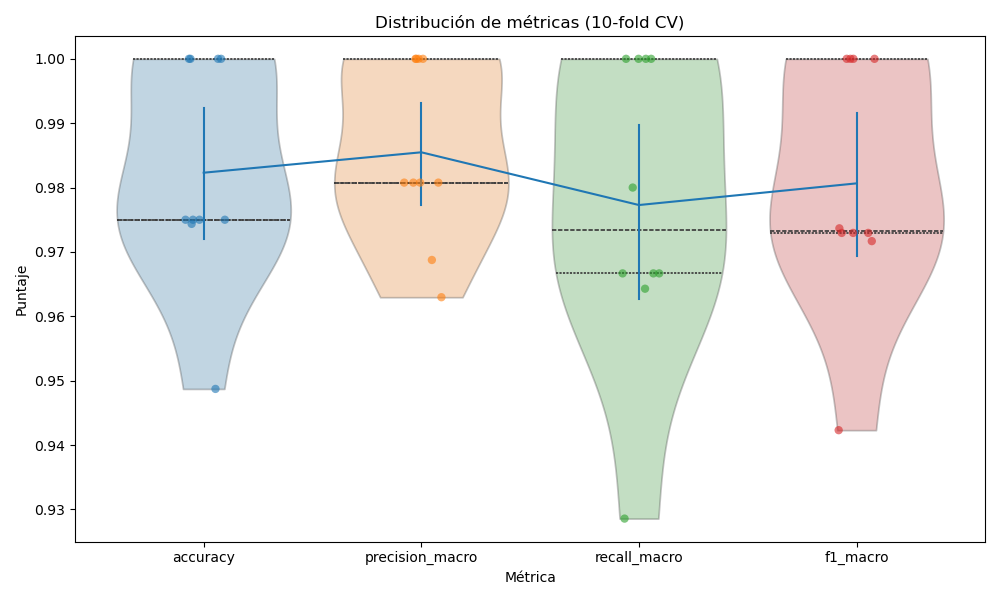 Distribución de métricas (10-fold CV)
Puntaje
1.00
0.99
0.98
0.97
0.96
0.95
0.94
0.93
accuracy
precision_macro
recall_macro
f1_macro
Métrica